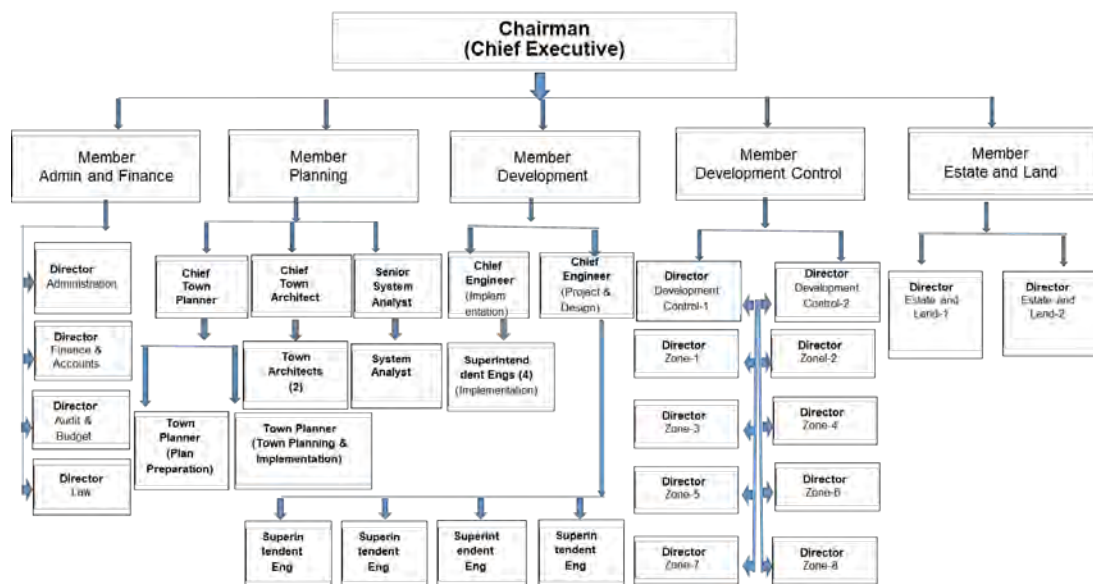 Chairman
(Chief Executive)
Member
Admin and Finance
Member
Planning
Member
Development
Member
Development Control
Member
Estate and Land
Director
Administration
Director
Finance &
Accounts
Director
Audit &
Budget
Director
Law
Chief
Town
Planner
Chief
Town
Architect
Senior
System
Analyst
Town
Architects
(2)
System
Analyst
Town
Planner
(Plan
Preparation)
Town Planner
(Town Planning &
Implementation)
Chief
Engineer
(Implem
entation)
Chief
Engineer
(Project &
Design)
Superintend
dent Engs (4)
(Implementation)
Superin
tendent
Eng
Superin
tendent
Eng
Superint
endent
Eng
Superin
tendent
Eng
Director
Development
Control-1
Director
Development
Control-2
Director
Zone-1
Director
Zonel-2
Director
Zone-3
Director
Zone-4
Director
Zone-5
Director
Zone-6
Director
Zone-7
Director
Zone-8
Director
Estate and
Land-1
Director
Estate and
Land-2